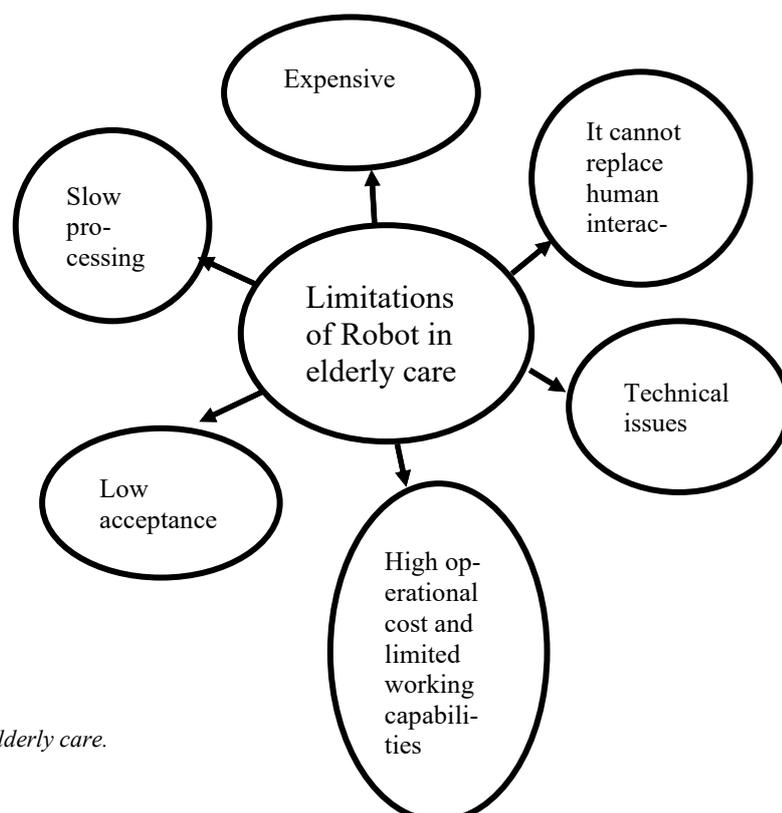 Expensive
It cannot
replace
human
interac-
Slow
pro-
cessing
Limitations
of Robot in
elderly care
Technical
issues
Low
acceptance
High op-
erational
cost and
limited
working
capabili-
ties
lderly care.